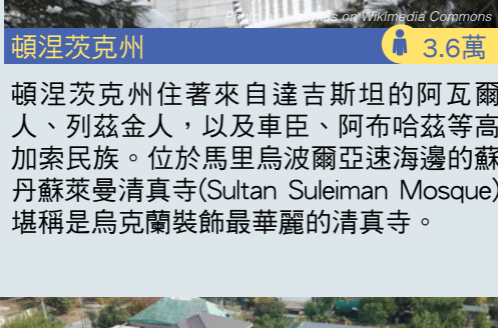 on Wikimedia Commons
頓涅茨克州 3.6萬
頓涅茨克州住著來自達吉斯坦的阿瓦爾
人、列茲金人，以及車臣、阿布哈茲等高
加索民族。位於馬里烏波爾亞速海邊的蘇
丹蘇萊曼清真寺(Sultan Suleiman Mosque)
堪稱是烏克蘭裝飾最華麗的清真寺。